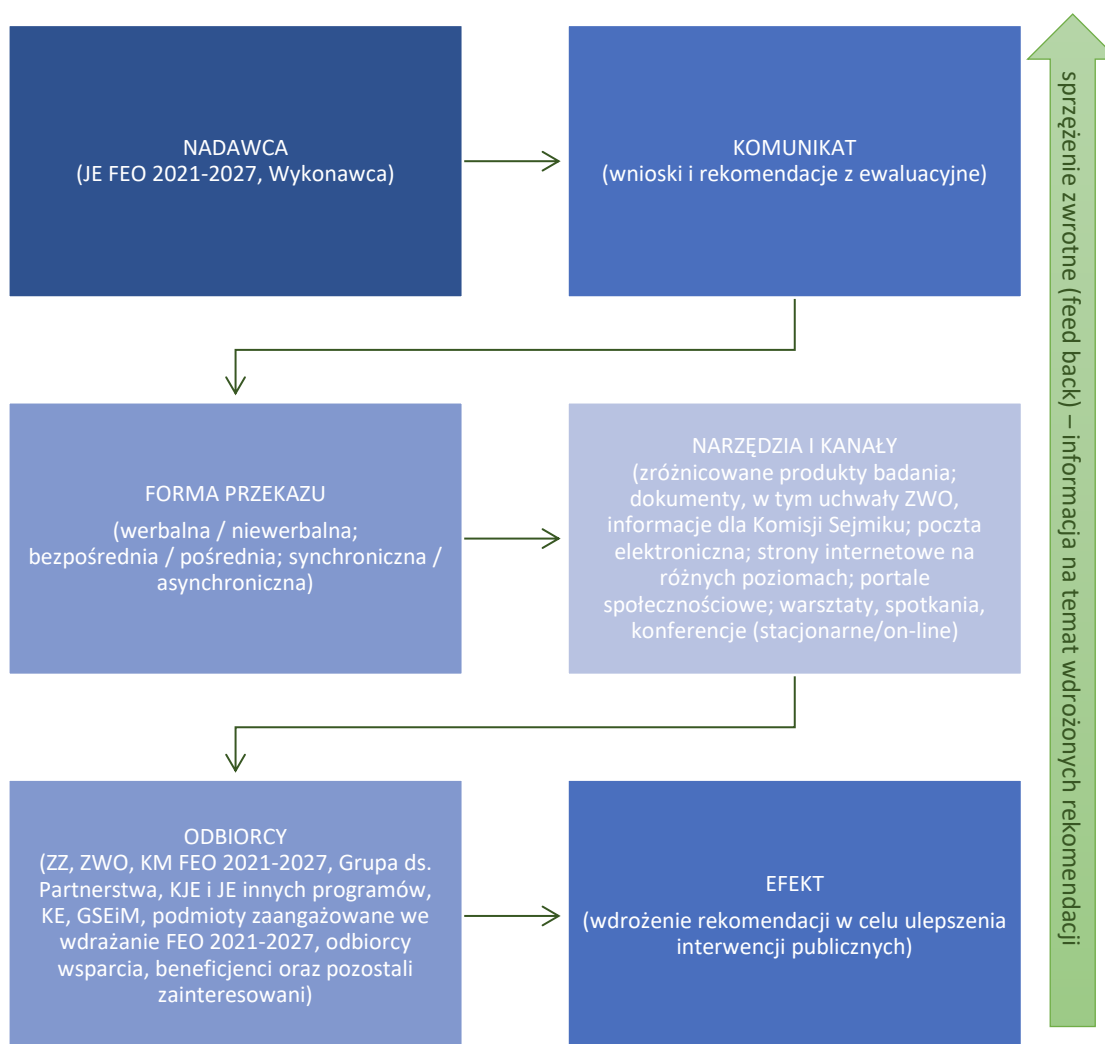 NADAWCA
(JE FEO 2021-2027, Wykonawca)
KOMUNIKAT
(wnioski i rekomendacje z ewaluacyjne)
FORMA PRZEKAZU
(werbalna / niewerbalna;
bezpośrednia / pośrednia; synchroniczna /
asynchroniczna)
NARZĘDZIA I KANAŁY
(zróżnicowane produkty badania;
dokumenty, w tym uchwały ZWO,
informacje dla Komisji Sejmiku; poczta
elektroniczna; strony internetowe na
różnych poziomach; portale
społecznościowe; warsztaty, spotkania,
konferencje (stacjonarne/on-line)
ODBIORCY
(ZZ, ZWO, KM FEO 2021-2027, Grupa ds.
Partnerstwa, KJE i JE innych programów,
KE, GSEiM, podmioty zaangażowane we
wdrażanie FEO 2021-2027, odbiorcy
wsparcia, beneficjenci oraz pozostali
zainteresowani)
EFEKT
(wdrożenie rekomendacji w celu ulepszenia
interwencji publicznych)
sprzężenie zwrotne (feed back) – informacja na temat wdrożonych rekomendacji